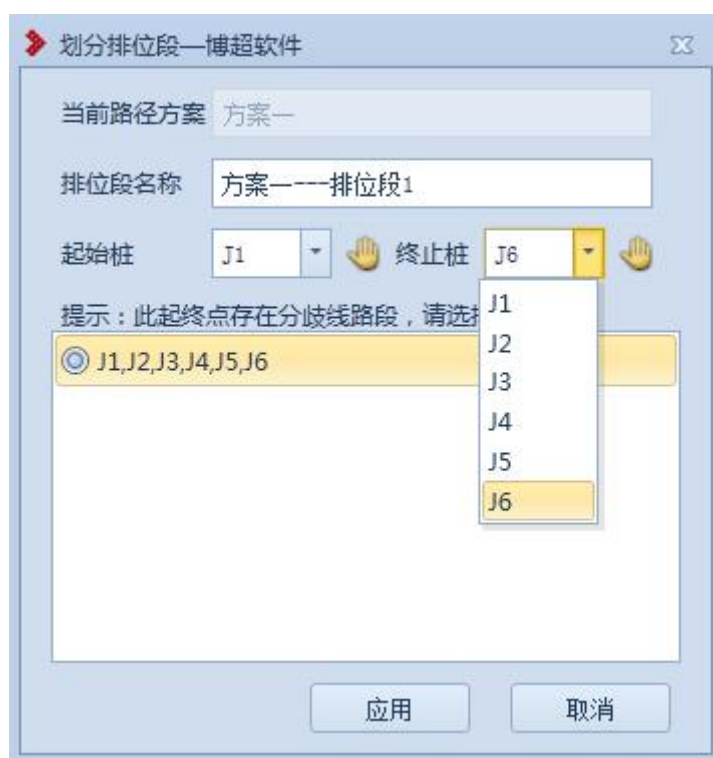 划分排位段—博超软件
当前路径方案 方案一
排位段名称 方案一---排位段1
起始桩 J1 终止桩 J6
提示：此起终点存在分歧线路段，请选
J1,J2,J3,J4,J5,J6
J1
J2
J3
J4
J5
J6
应用 取消